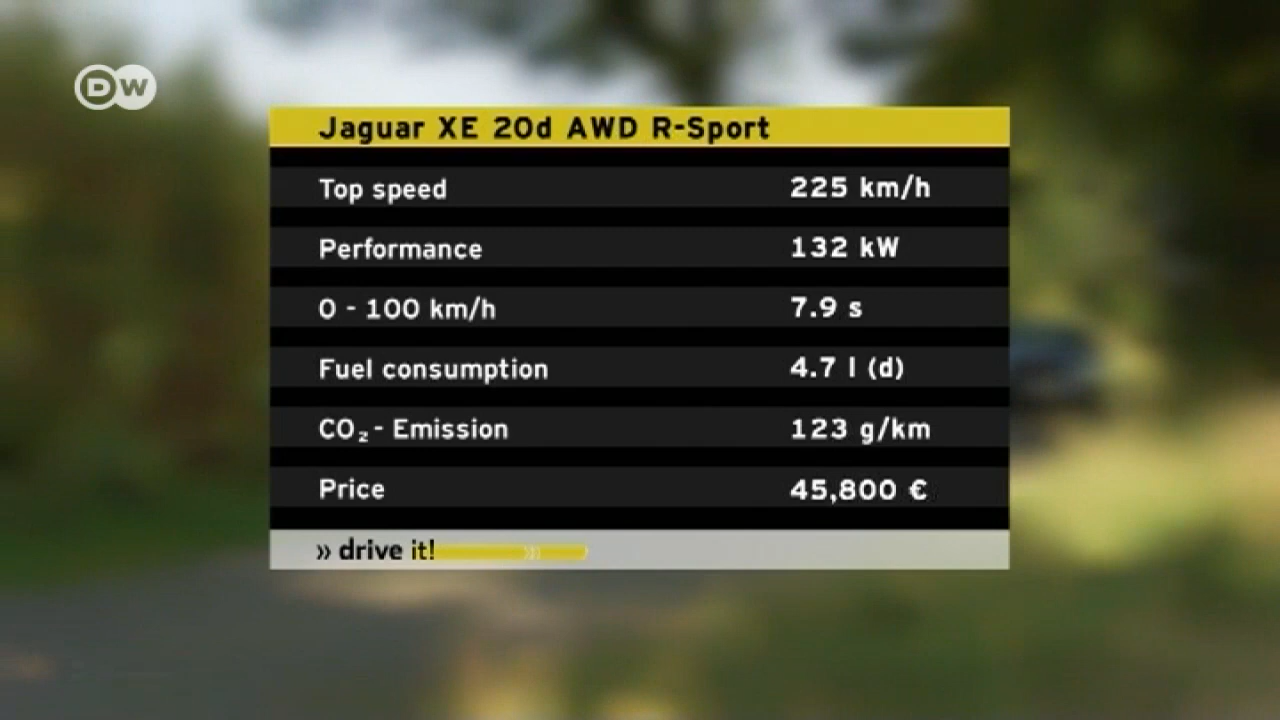 DW
Jaguar XE 20d AWD R-Sport
Top speed 225 km/h
Performance 132 kW
0 - 100 km/h 7.9 s
Fuel consumption 4.7 l (d)
CO₂ - Emission 123 g/km
Price 45,800 €
» drive it!